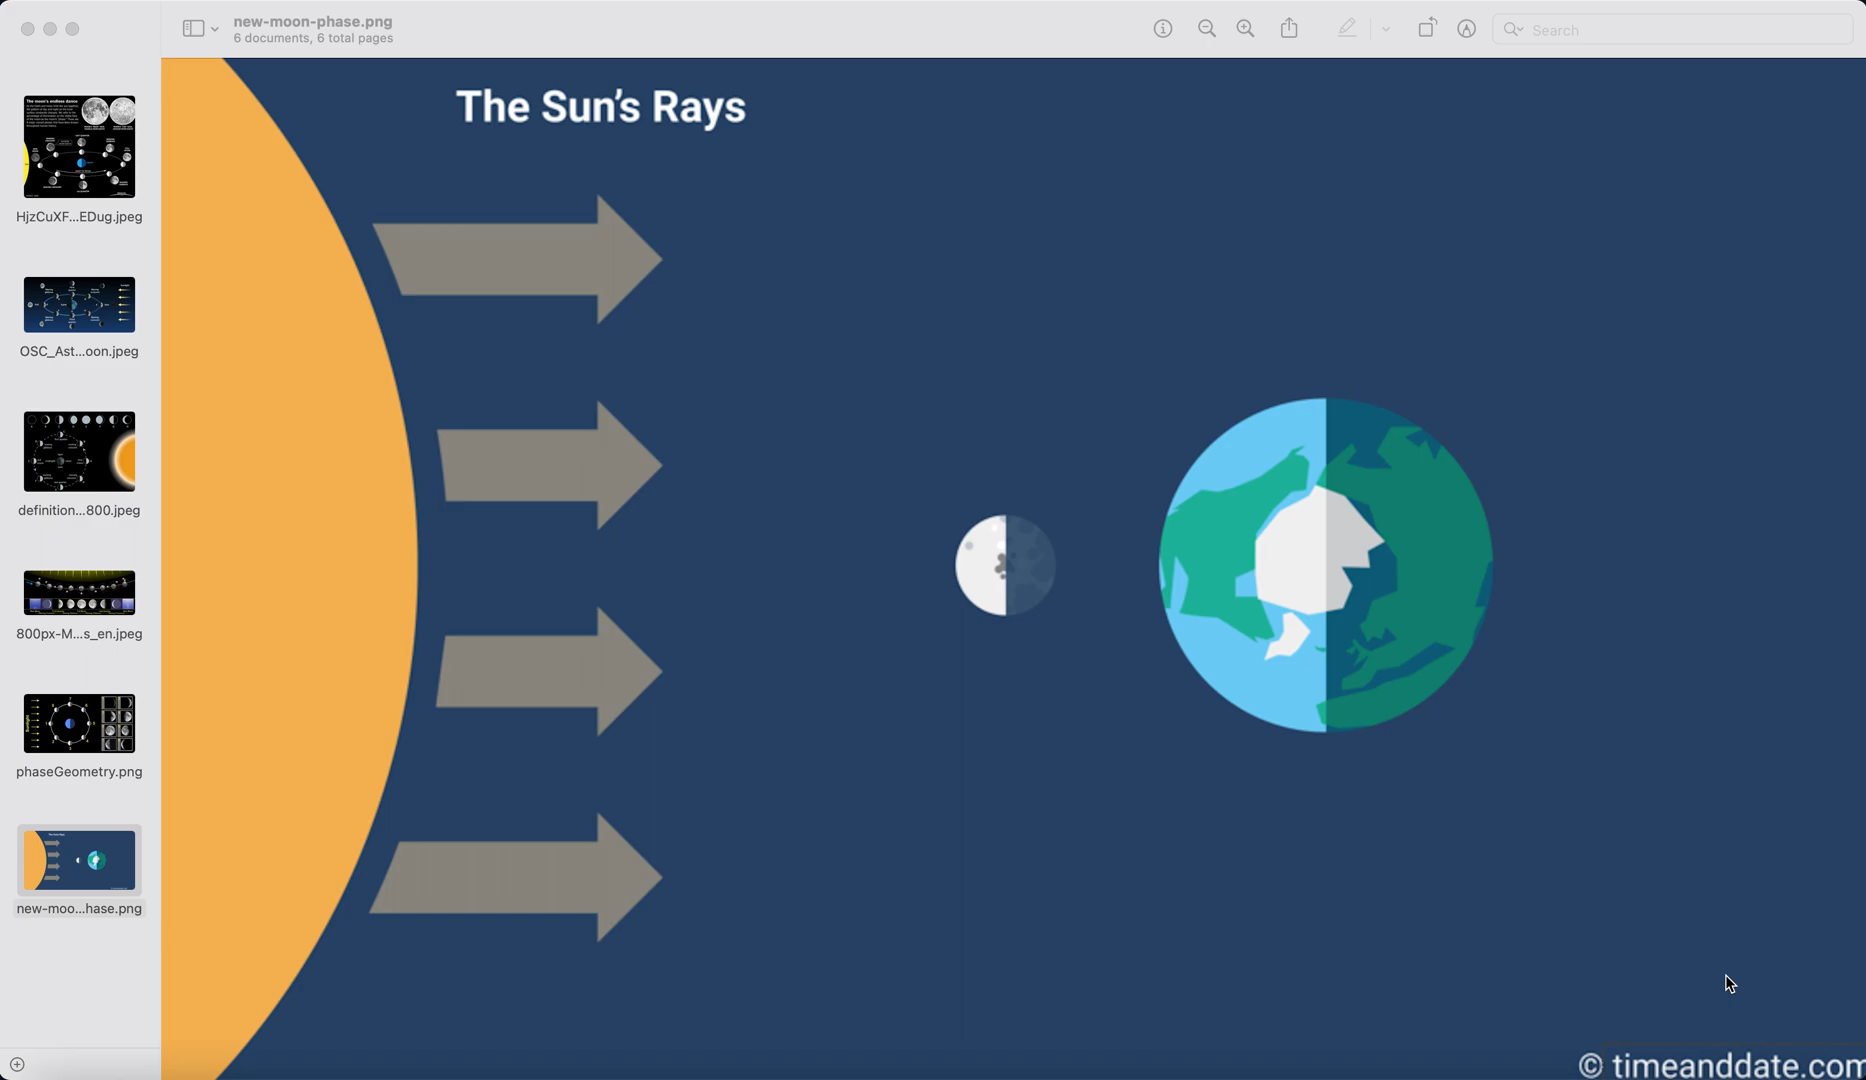 new-moon-phase.png
6 documents, 6 total pages
Search
HjzCuXF...EDug.jpeg
OSC_Ast...oon.jpeg
definition...800.jpeg
800px-M...s_en.jpeg
phaseGeometry.png
new-moo...hase.png
The Sun's Rays
© timeanddate.com